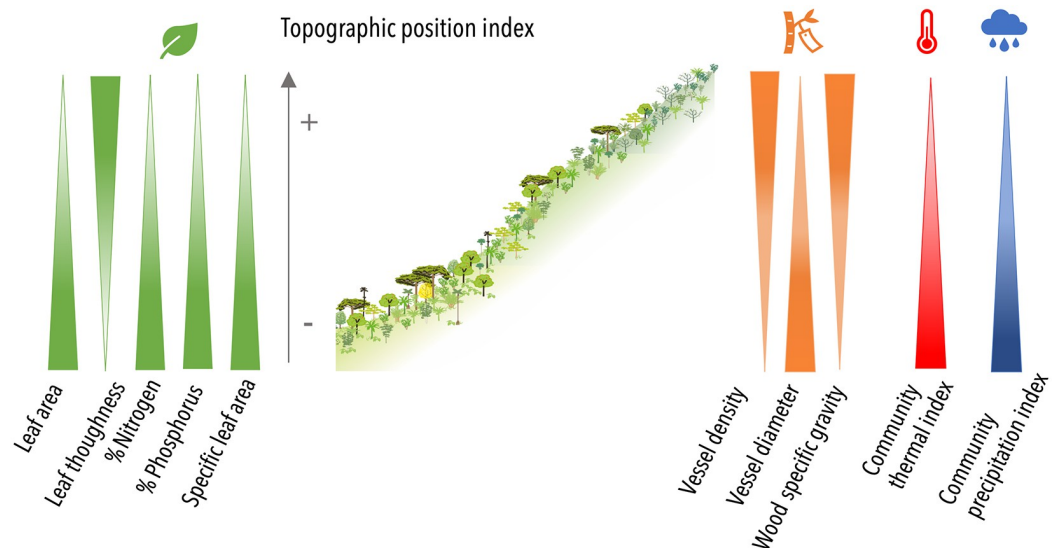 Topographic position index
+
-
Leaf area
Leaf thoughness
%Nitrogen
% Phosphorus
Specific leaf area
Vessel density
Vessel diameter
Wood specific gravity
Community
thermal index
Community
precipitation index